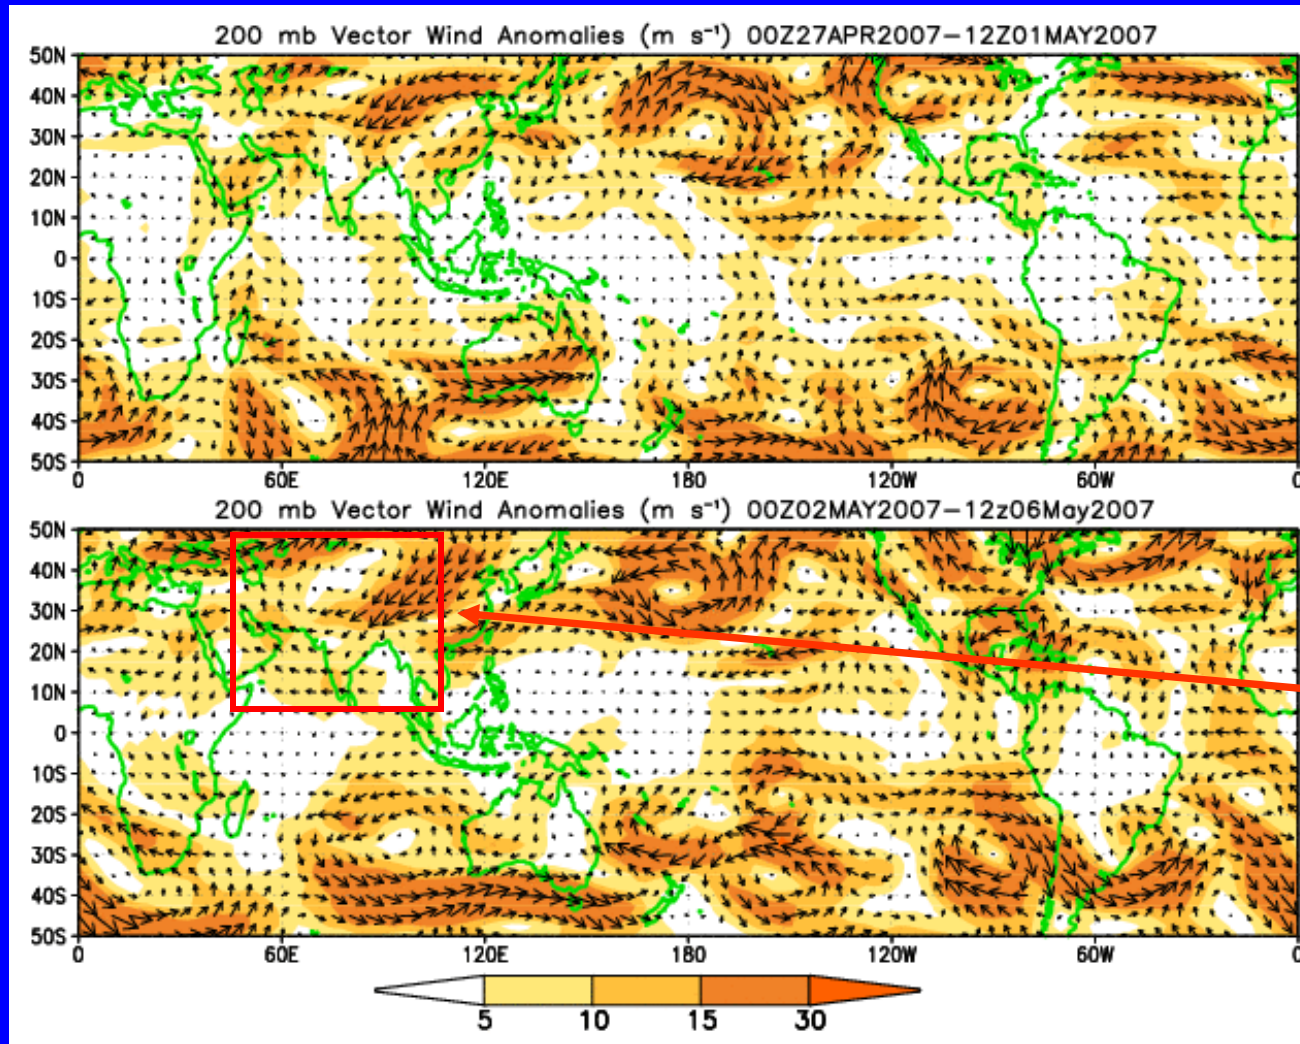 200 mb Vector Wind Anomalies (m s⁻¹) 00Z27APR2007–12Z01MAY2007
50N
40N
30N
20N
10N
0
10S
20S
30S
40S
50S
0 60E 120E 180 120W 60W 0
200 mb Vector Wind Anomalies (m s⁻¹) 00Z02MAY2007–12z06May2007
50N
40N
30N
20N
10N
0
10S
20S
30S
40S
50S
0 60E 120E 180 120W 60W 0
5 10 15 30